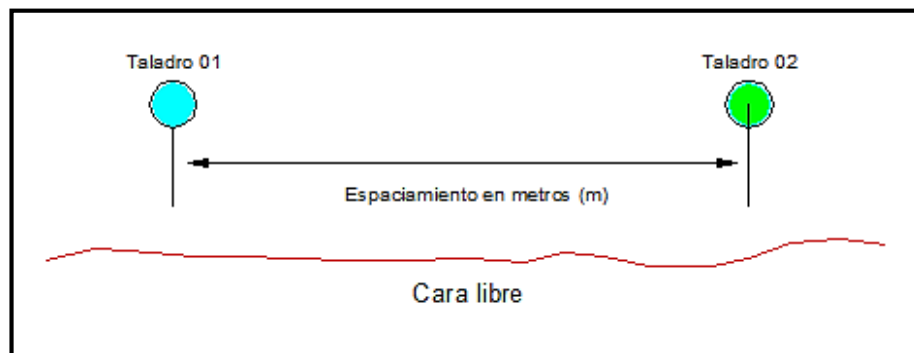 Taladro 01
Taladro 02
Espaciamiento en metros (m)
Cara libre